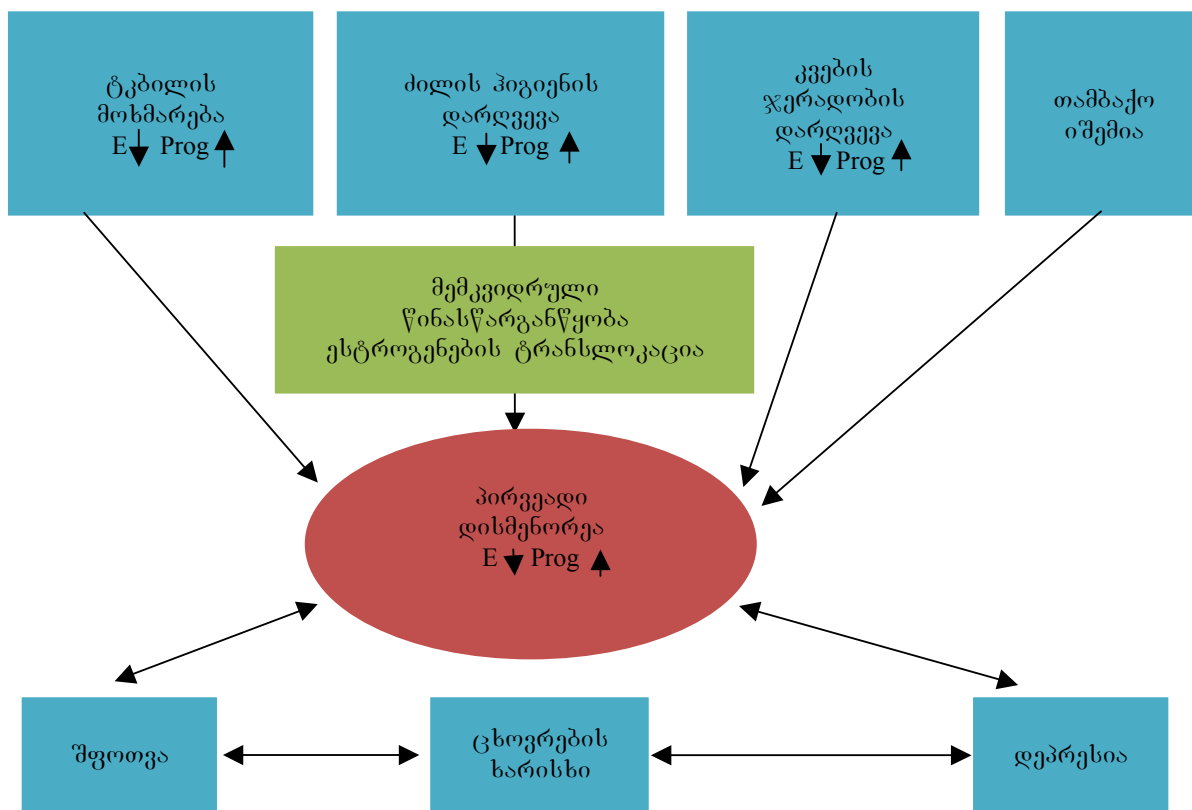 ტკბილის
მოხმარება
E↓ Prog↑
ძილის ჰიგიენის
დარღვევა
E↓Prog↑
კვების
ჯერადობის
დარღვევა
E↓Prog↑
თამბაქო
იშემია
მემკვიდრული
წინასწარგანწყობა
ესტროგენების ტრანსლოკაცია
პირვეადი
დისმენორეა
E↓Prog↑
შფოთვა
ცხოვრების
ხარისხი
დეპრესია